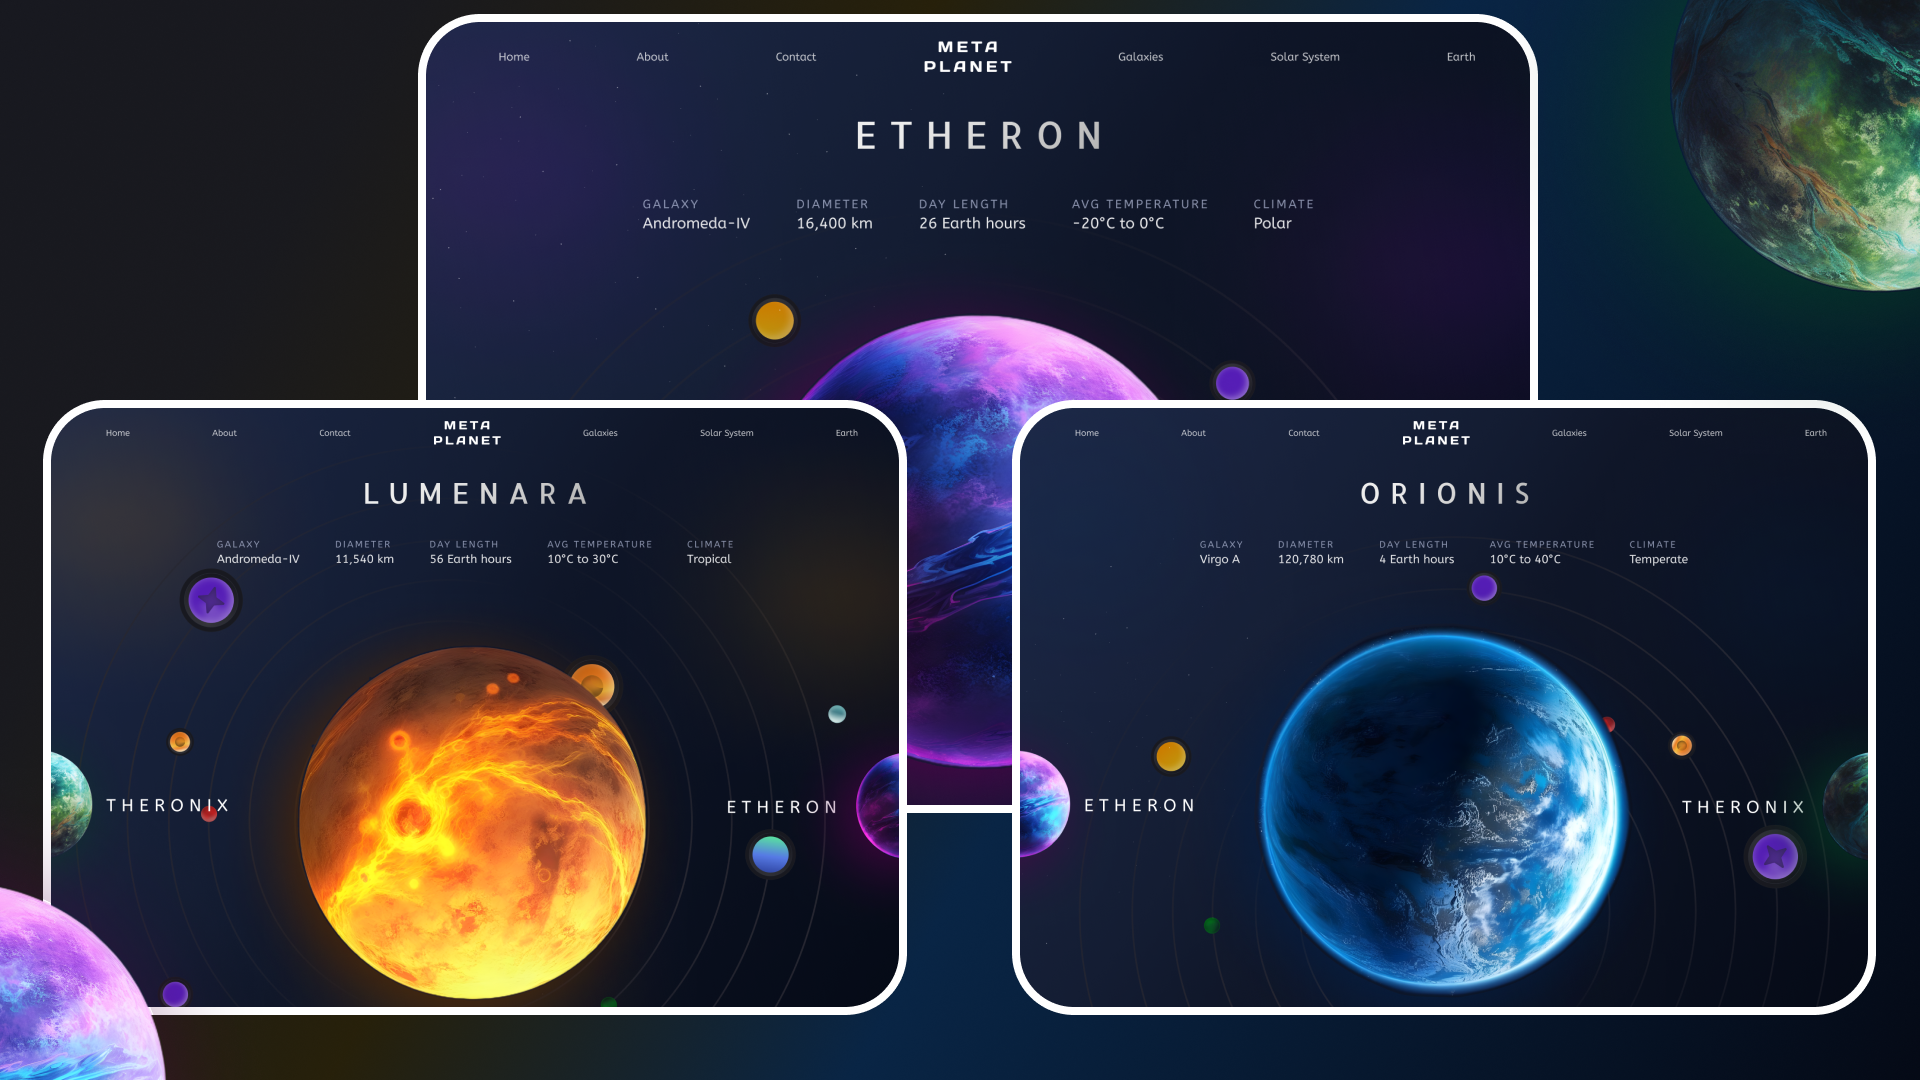 Home About Contact META PLANET Galaxies Solar System Earth
ETHERON
GALAXY DIAMETER DAY LENGTH AVG TEMPERATURE CLIMATE
Andromeda-IV 16,400 km 26 Earth hours -20°C to 0°C Polar
Home About Contact META PLANET Galaxies Solar System Earth
LUMENARA
GALAXY DIAMETER DAY LENGTH AVG TEMPERATURE CLIMATE
Andromeda-IV 11,540 km 56 Earth hours 10°C to 30°C Tropical
THERONIX ETHERON
Home About Contact META PLANET Galaxies Solar System Earth
ORIONIS
GALAXY DIAMETER DAY LENGTH AVG TEMPERATURE CLIMATE
Virgo A 120,780 km 4 Earth hours 10°C to 40°C Temperate
ETHERON THERONIX